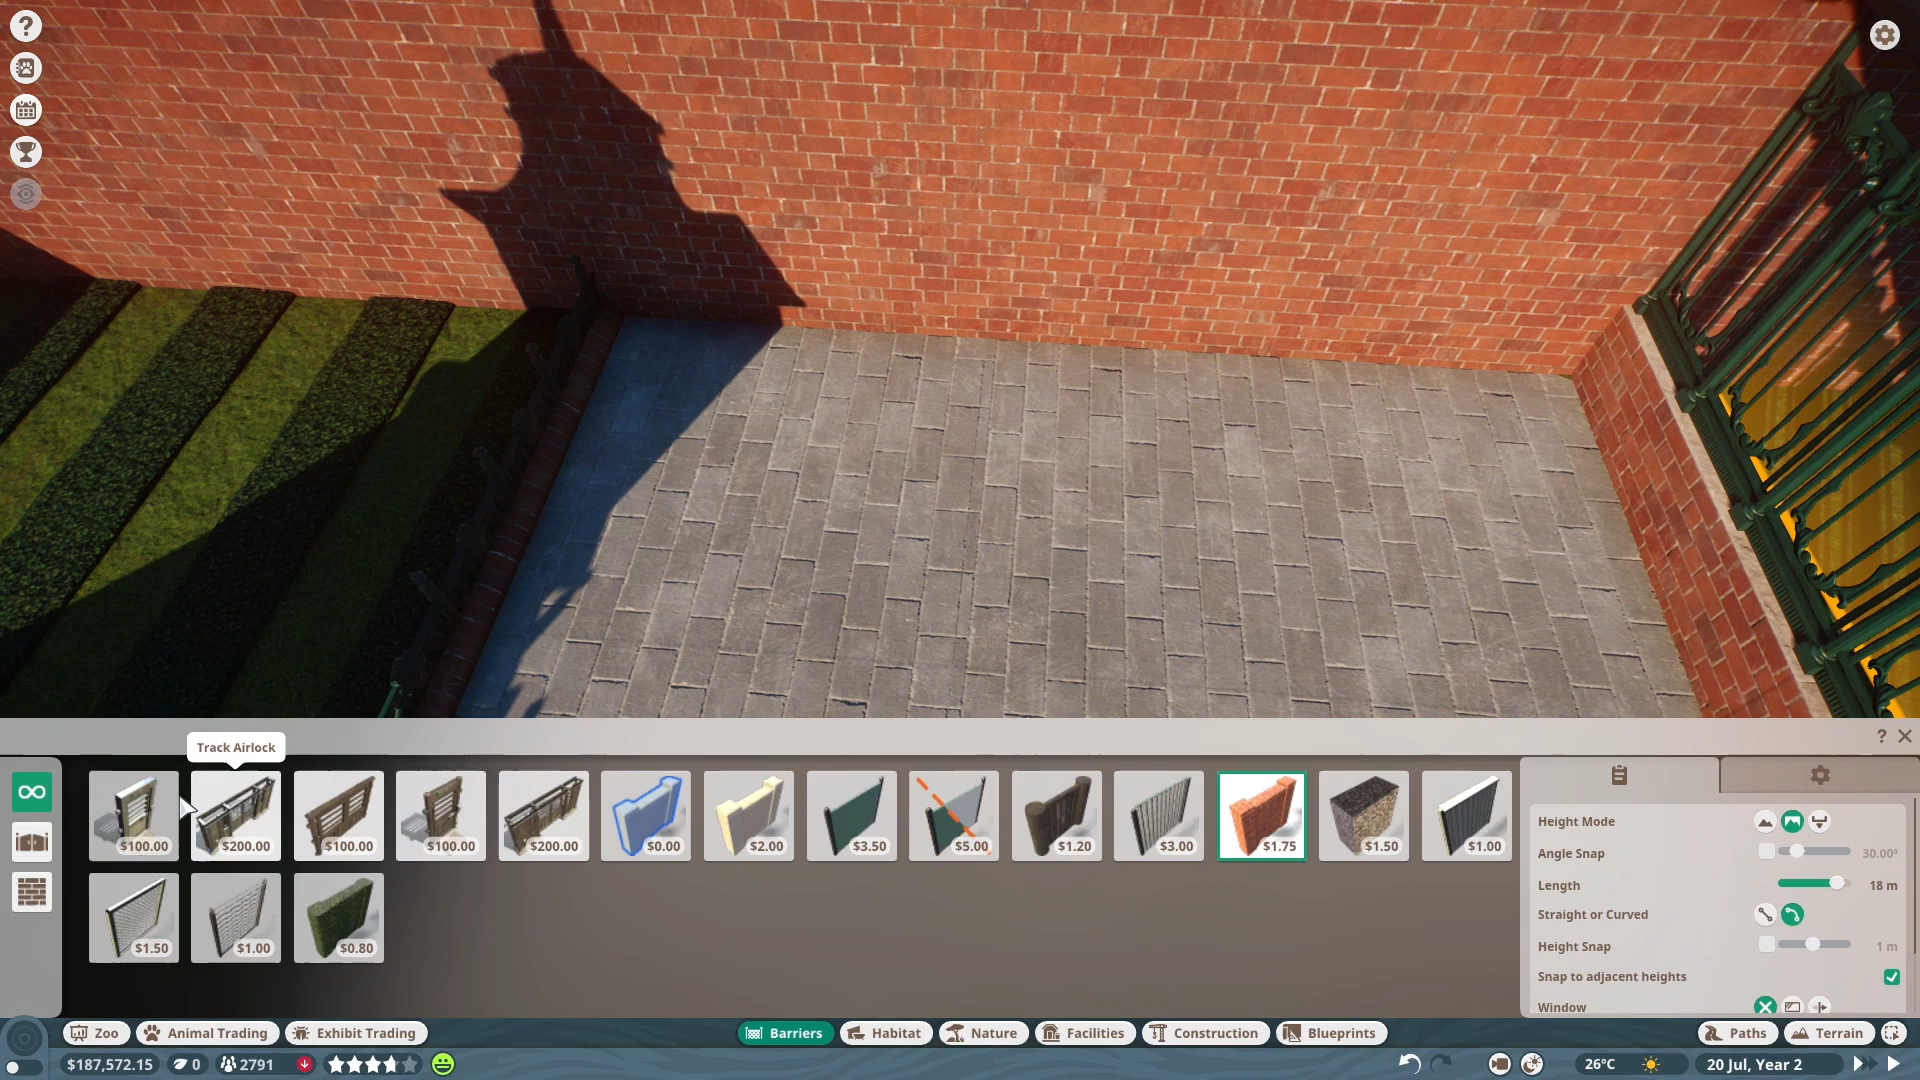 Track Airlock
?
$100.00
$200.00
$100.00
$100.00
$200.00
$0.00
$2.00
$3.50
$5.00
$1.20
$3.00
$1.75
$1.50
$1.00
$1.50
$1.00
$0.80
Height Mode
Angle Snap 30.00°
Length 18 m
Straight or Curved
Height Snap 1 m
Snap to adjacent heights
Window
Zoo Animal Trading Exhibit Trading Barriers Habitat Nature Facilities Construction Blueprints Paths Terrain
$187,572.15 0 2791 26°C 20 Jul, Year 2